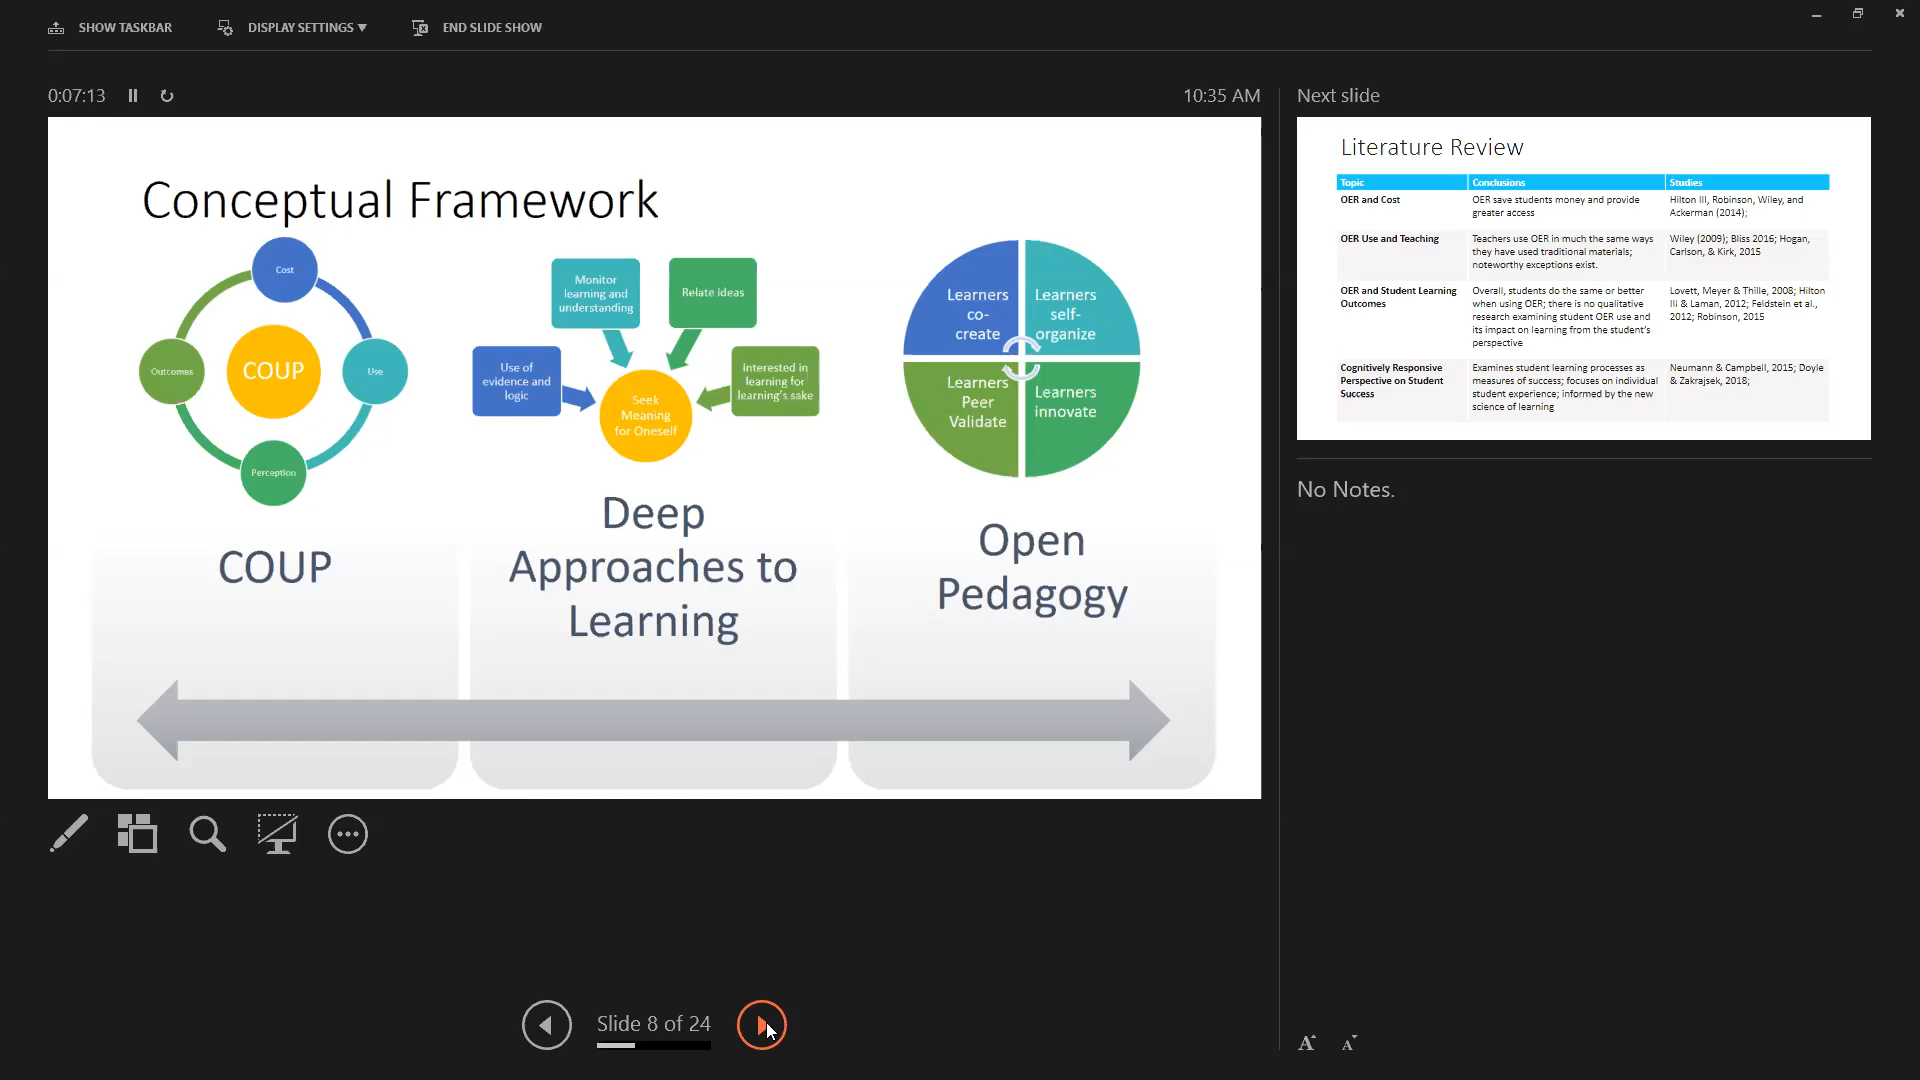 SHOW TASKBAR
DISPLAY SETTINGS ▼
END SLIDE SHOW
0:07:13
10:35 AM
Next slide
Conceptual Framework
Cost
Outcomes
COUP
Use
Perception
COUP
Monitor
learning and
understanding
Relate ideas
Use of
evidence and
logic
Interested in
learning for
learning's sake
Seek
Meaning
for Oneself
Deep
Approaches to
Learning
Learners
co-
create
Learners
self-
organize
Learners
Peer
Validate
Learners
innovate
Open
Pedagogy
Literature Review
Topic
Conclusions
Studies
OER and Cost
OER save students money and provide
greater access
Hilton III, Robinson, Wiley, and
Ackerman (2014);
OER Use and Teaching
Teachers use OER in much the same ways
they have used traditional materials;
noteworthy exceptions exist.
Wiley (2009); Bliss 2016; Hogan,
Carlson, & Kirk, 2015
OER and Student Learning
Outcomes
Overall, students do the same or better
when using OER; there is no qualitative
research examining student OER use and
its impact on learning from the student's
perspective
Lovett, Meyer & Thille, 2008; Hilton
III & Laman, 2012; Feldstein et al.,
2012; Robinson, 2015
Cognitively Responsive
Perspective on Student
Success
Examines student learning processes as
measures of success; focuses on individual
student experience; informed by the new
science of learning
Neumann & Campbell, 2015; Doyle
& Zakrajsek, 2018;
No Notes.
Slide 8 of 24
A A